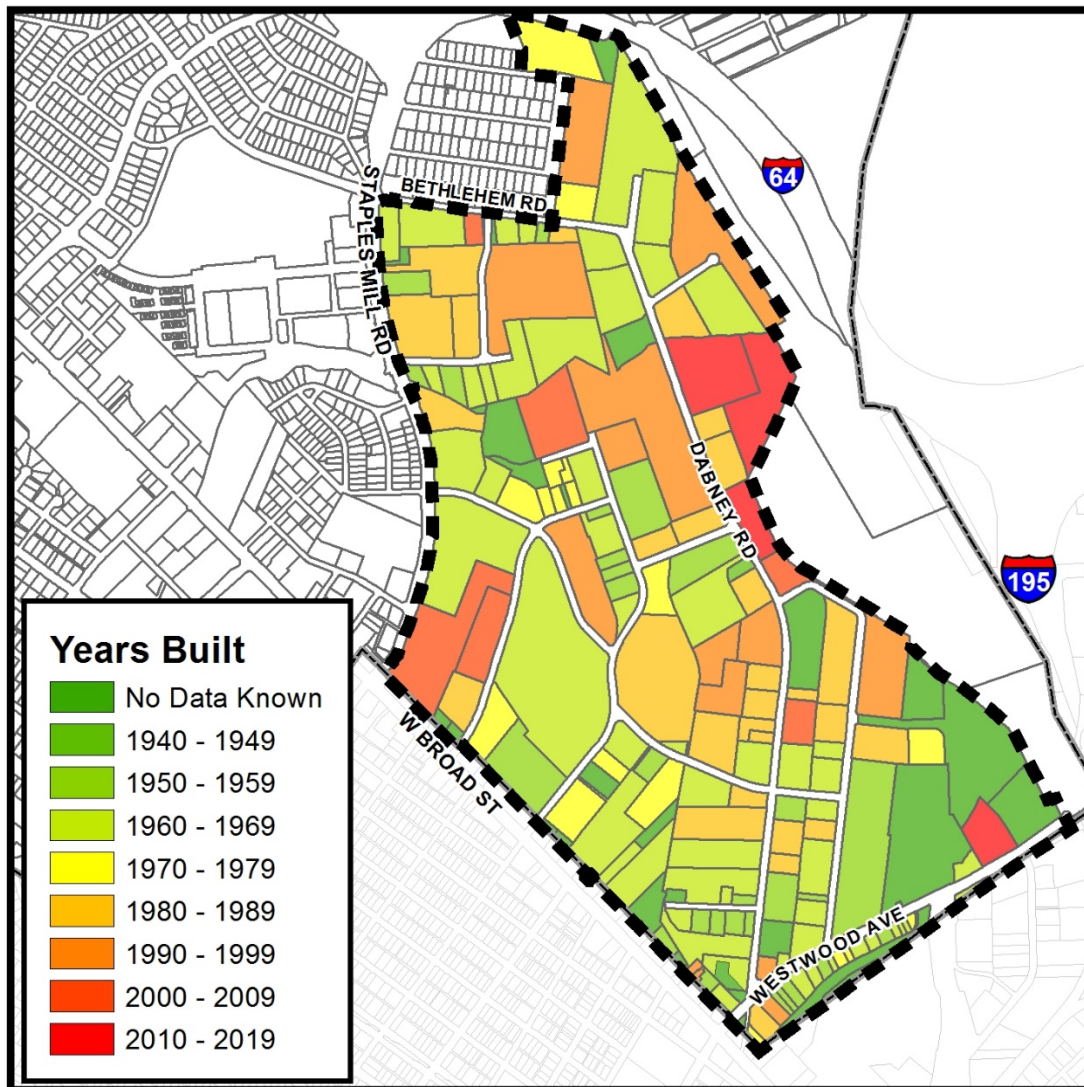 64
BETHLEHEM RD
STAPLES MILL RD
DABNEY RD
195
W BROAD ST
WESTWOOD AVE
Years Built
No Data Known
1940 - 1949
1950 - 1959
1960 - 1969
1970 - 1979
1980 - 1989
1990 - 1999
2000 - 2009
2010 - 2019